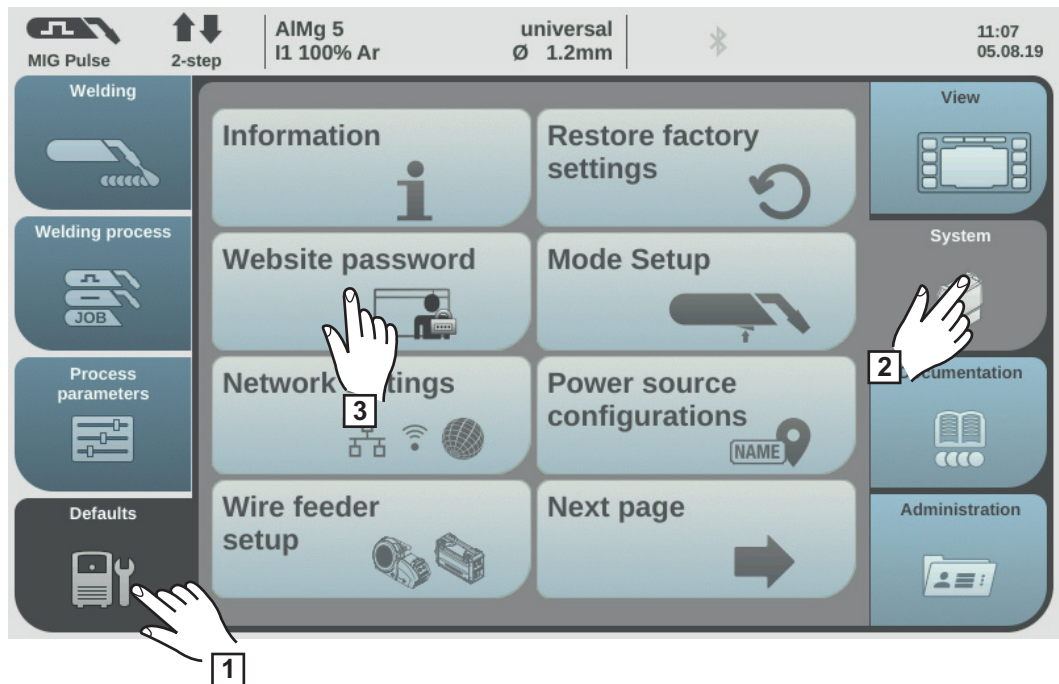 MIG Pulse
2-step
AlMg 5
I1 100% Ar
universal
Ø 1.2mm
11:07
05.08.19
Welding
Welding process
JOB
Process
parameters
Defaults
Information
Restore factory
settings
Website password
Mode Setup
Network tings
Power source
configurations
NAME
Wire feeder
setup
Next page
View
System
cumentation
Administration
1
2
3